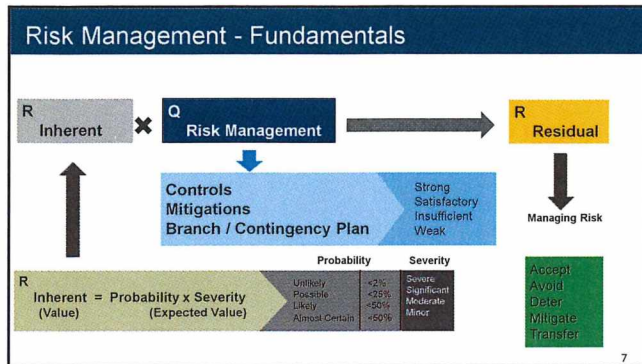 Risk Management - Fundamentals
R
Inherent
×
Q
Risk Management
R
Residual
Controls
Mitigations
Branch / Contingency Plan
Strong
Satisfactory
Insufficient
Weak
Managing Risk
Probability
Severity
R
Inherent = Probability x Severity
(Value) (Expected Value)
Unlikely <2%
Possible <25%
Likely <50%
Almost Certain <50%
Severe
Significant
Moderate
Minor
Accept
Avoid
Deter
Mitigate
Transfer
7